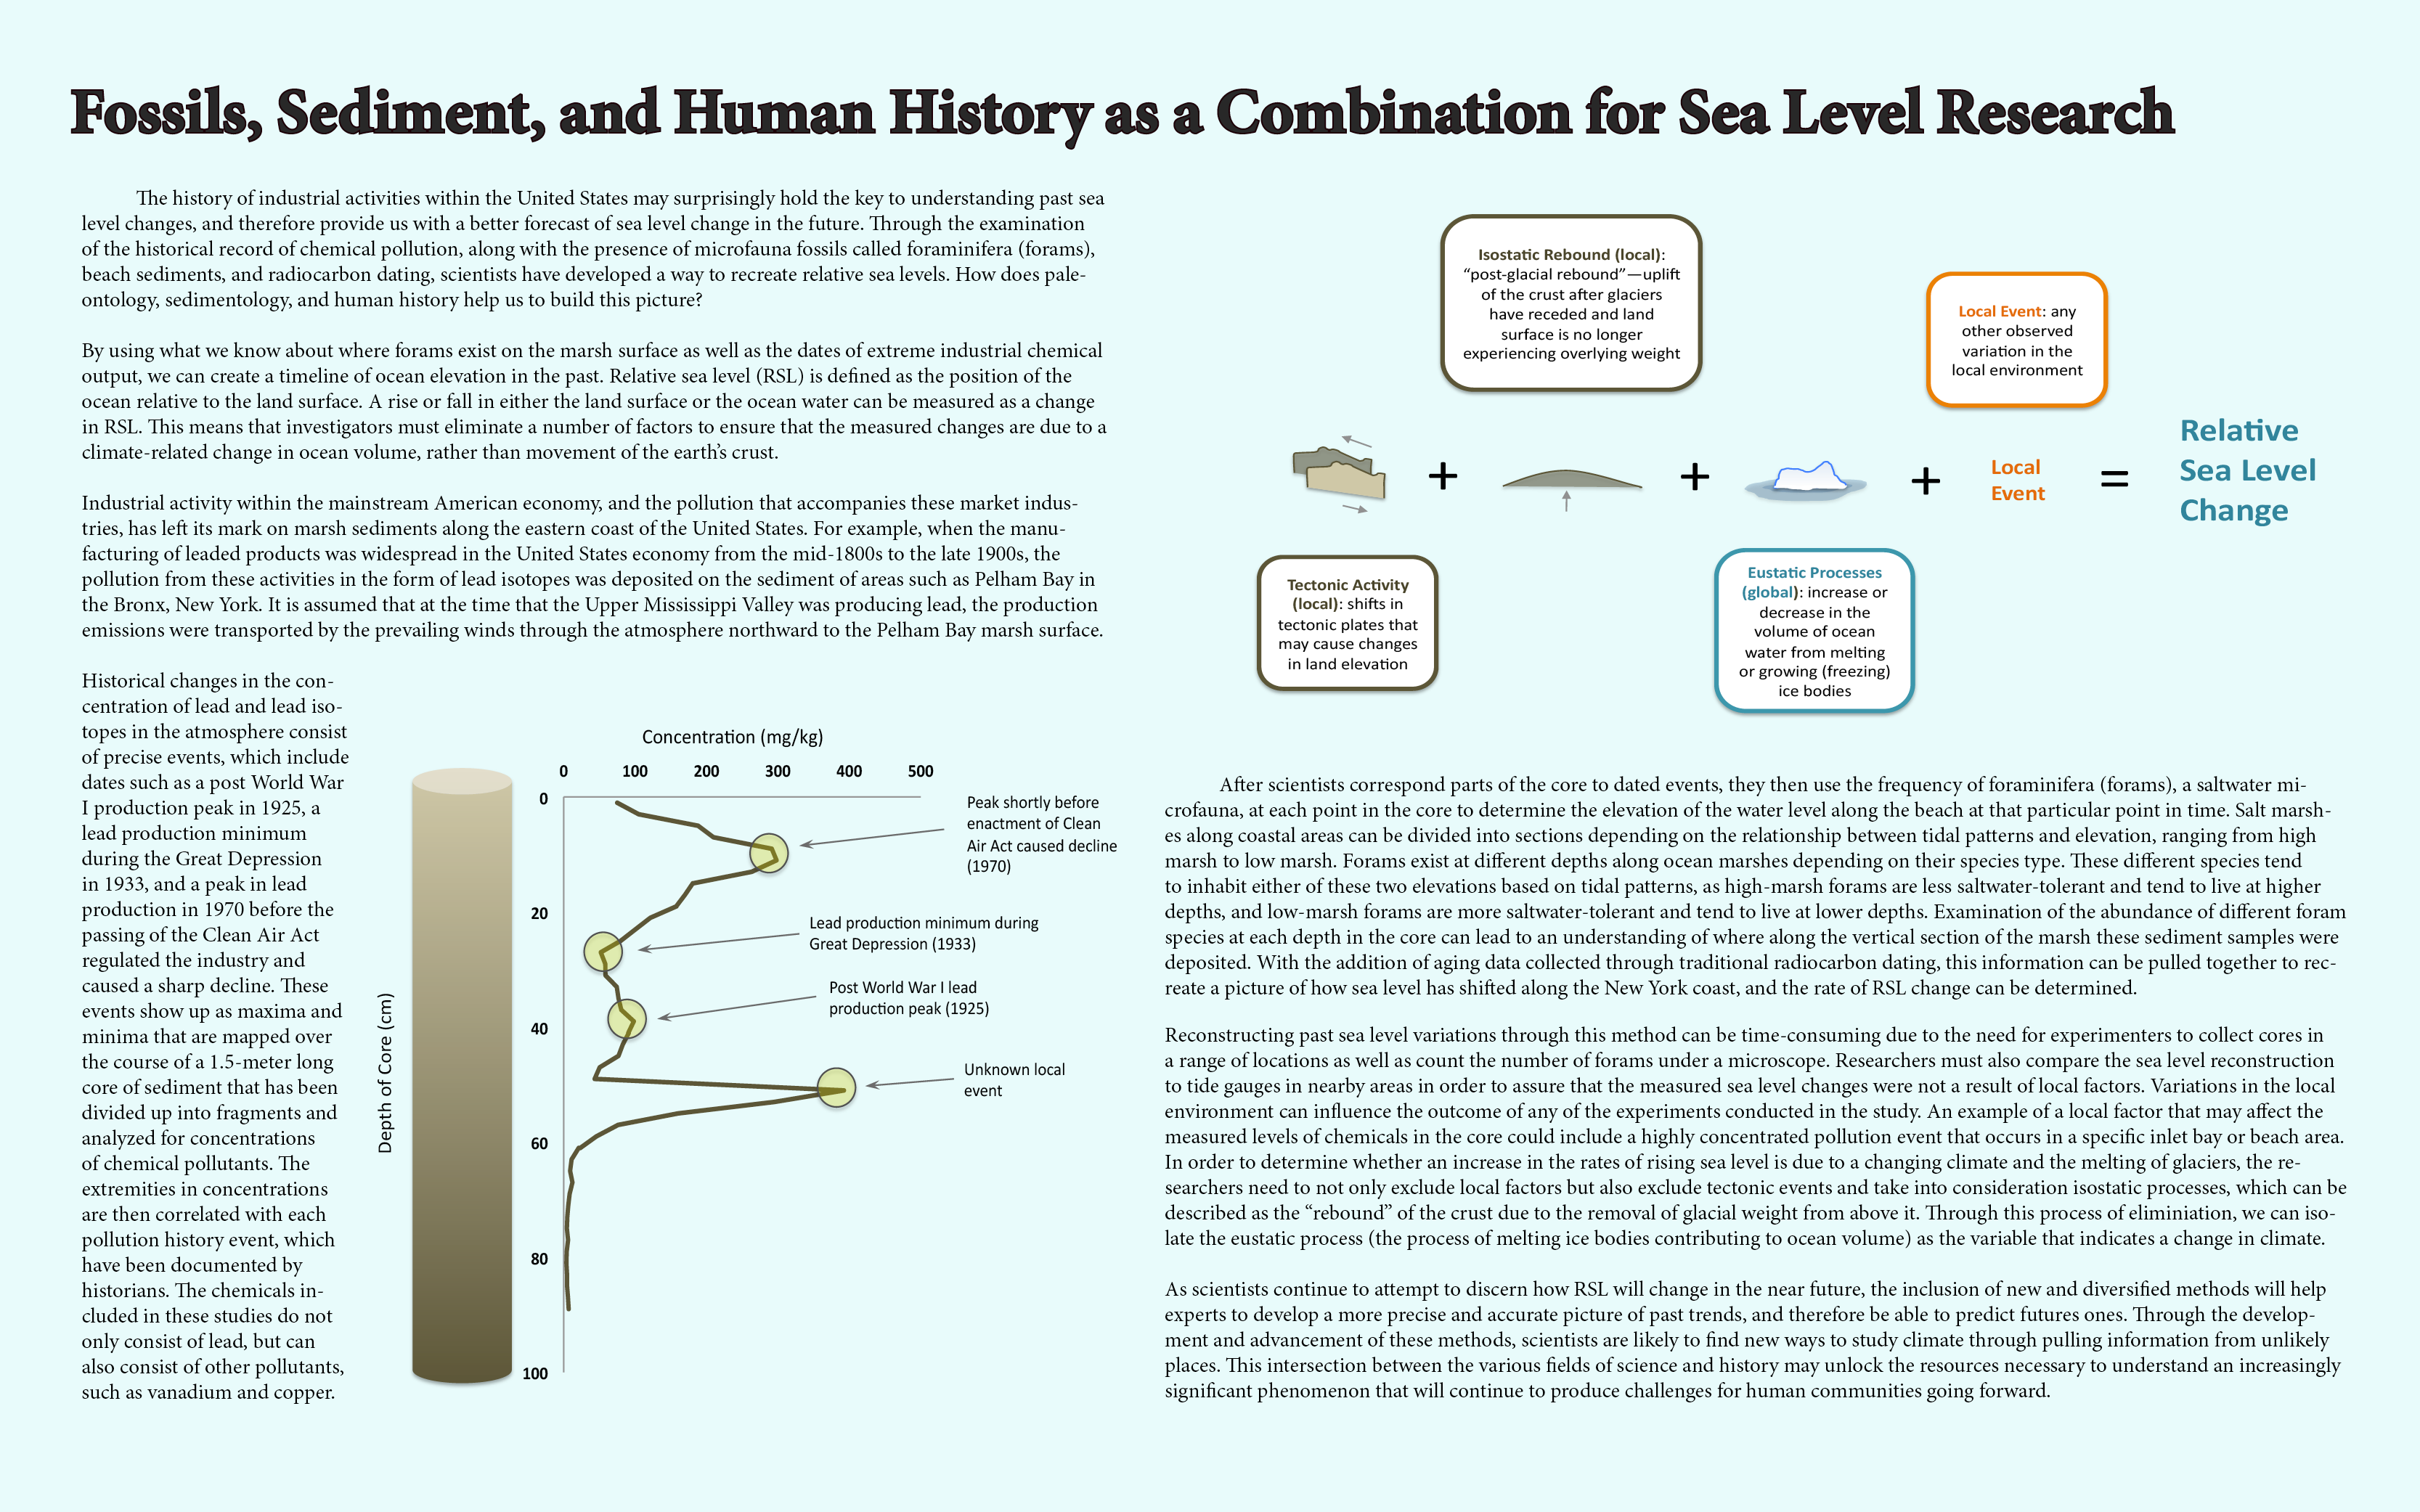 Fossils, Sediment, and Human History as a Combination for Sea Level Research
The history of industrial activities within the United States may surprisingly hold the key to understanding past sea
level changes, and therefore provide us with a better forecast of sea level change in the future. Through the examination
of the historical record of chemical pollution, along with the presence of microfauna fossils called foraminifera (forams),
beach sediments, and radiocarbon dating, scientists have developed a way to recreate relative sea levels. How does pale-
ontology, sedimentology, and human history help us to build this picture?
By using what we know about where forams exist on the marsh surface as well as the dates of extreme industrial chemical
output, we can create a timeline of ocean elevation in the past. Relative sea level (RSL) is defined as the position of the
ocean relative to the land surface. A rise or fall in either the land surface or the ocean water can be measured as a change
in RSL. This means that investigators must eliminate a number of factors to ensure that the measured changes are due to a
climate-related change in ocean volume, rather than movement of the earth's crust.
Industrial activity within the mainstream American economy, and the pollution that accompanies these market indus-
tries, has left its mark on marsh sediments along the eastern coast of the United States. For example, when the manu-
facturing of leaded products was widespread in the United States economy from the mid-1800s to the late 1900s, the
pollution from these activities in the form of lead isotopes was deposited on the sediment of areas such as Pelham Bay in
the Bronx, New York. It is assumed that at the time that the Upper Mississippi Valley was producing lead, the production
emissions were transported by the prevailing winds through the atmosphere northward to the Pelham Bay marsh surface.
Historical changes in the con-
centration of lead and lead iso-
topes in the atmosphere consist
of precise events, which include
dates such as a post World War
I production peak in 1925, a
lead production minimum
during the Great Depression
in 1933, and a peak in lead
production in 1970 before the
passing of the Clean Air Act
regulated the industry and
caused a sharp decline. These
events show up as maxima and
minima that are mapped over
the course of a 1.5-meter long
core of sediment that has been
divided up into fragments and
analyzed for concentrations
of chemical pollutants. The
extremities in concentrations
are then correlated with each
pollution history event, which
have been documented by
historians. The chemicals in-
cluded in these studies do not
only consist of lead, but can
also consist of other pollutants,
such as vanadium and copper.
Concentration (mg/kg)
0 100 200 300 400 500
Depth of Core (cm)
0
20
40
60
80
100
Peak shortly before
enactment of Clean
Air Act caused decline
(1970)
Lead production minimum during
Great Depression (1933)
Post World War I lead
production peak (1925)
Unknown local
event
Isostatic Rebound (local):
“post-glacial rebound”—uplift
of the crust after glaciers
have receded and land
surface is no longer
experiencing overlying weight
Local Event: any
other observed
variation in the
local environment
+ + + Local
Event
=
Relative
Sea Level
Change
Tectonic Activity
(local): shifts in
tectonic plates that
may cause changes
in land elevation
Eustatic Processes
(global): increase or
decrease in the
volume of ocean
water from melting
or growing (freezing)
ice bodies
After scientists correspond parts of the core to dated events, they then use the frequency of foraminifera (forams), a saltwater mi-
crofauna, at each point in the core to determine the elevation of the water level along the beach at that particular point in time. Salt marsh-
es along coastal areas can be divided into sections depending on the relationship between tidal patterns and elevation, ranging from high
marsh to low marsh. Forams exist at different depths along ocean marshes depending on their species type. These different species tend
to inhabit either of these two elevations based on tidal patterns, as high-marsh forams are less saltwater-tolerant and tend to live at higher
depths, and low-marsh forams are more saltwater-tolerant and tend to live at lower depths. Examination of the abundance of different foram
species at each depth in the core can lead to an understanding of where along the vertical section of the marsh these sediment samples were
deposited. With the addition of aging data collected through traditional radiocarbon dating, this information can be pulled together to rec-
reate a picture of how sea level has shifted along the New York coast, and the rate of RSL change can be determined.
Reconstructing past sea level variations through this method can be time-consuming due to the need for experimenters to collect cores in
a range of locations as well as count the number of forams under a microscope. Researchers must also compare the sea level reconstruction
to tide gauges in nearby areas in order to assure that the measured sea level changes were not a result of local factors. Variations in the local
environment can influence the outcome of any of the experiments conducted in the study. An example of a local factor that may affect the
measured levels of chemicals in the core could include a highly concentrated pollution event that occurs in a specific inlet bay or beach area.
In order to determine whether an increase in the rates of rising sea level is due to a changing climate and the melting of glaciers, the re-
searchers need to not only exclude local factors but also exclude tectonic events and take into consideration isostatic processes, which can be
described as the “rebound” of the crust due to the removal of glacial weight from above it. Through this process of eliminiation, we can iso-
late the eustatic process (the process of melting ice bodies contributing to ocean volume) as the variable that indicates a change in climate.
As scientists continue to attempt to discern how RSL will change in the near future, the inclusion of new and diversified methods will help
experts to develop a more precise and accurate picture of past trends, and therefore be able to predict futures ones. Through the develop-
ment and advancement of these methods, scientists are likely to find new ways to study climate through pulling information from unlikely
places. This intersection between the various fields of science and history may unlock the resources necessary to understand an increasingly
significant phenomenon that will continue to produce challenges for human communities going forward.